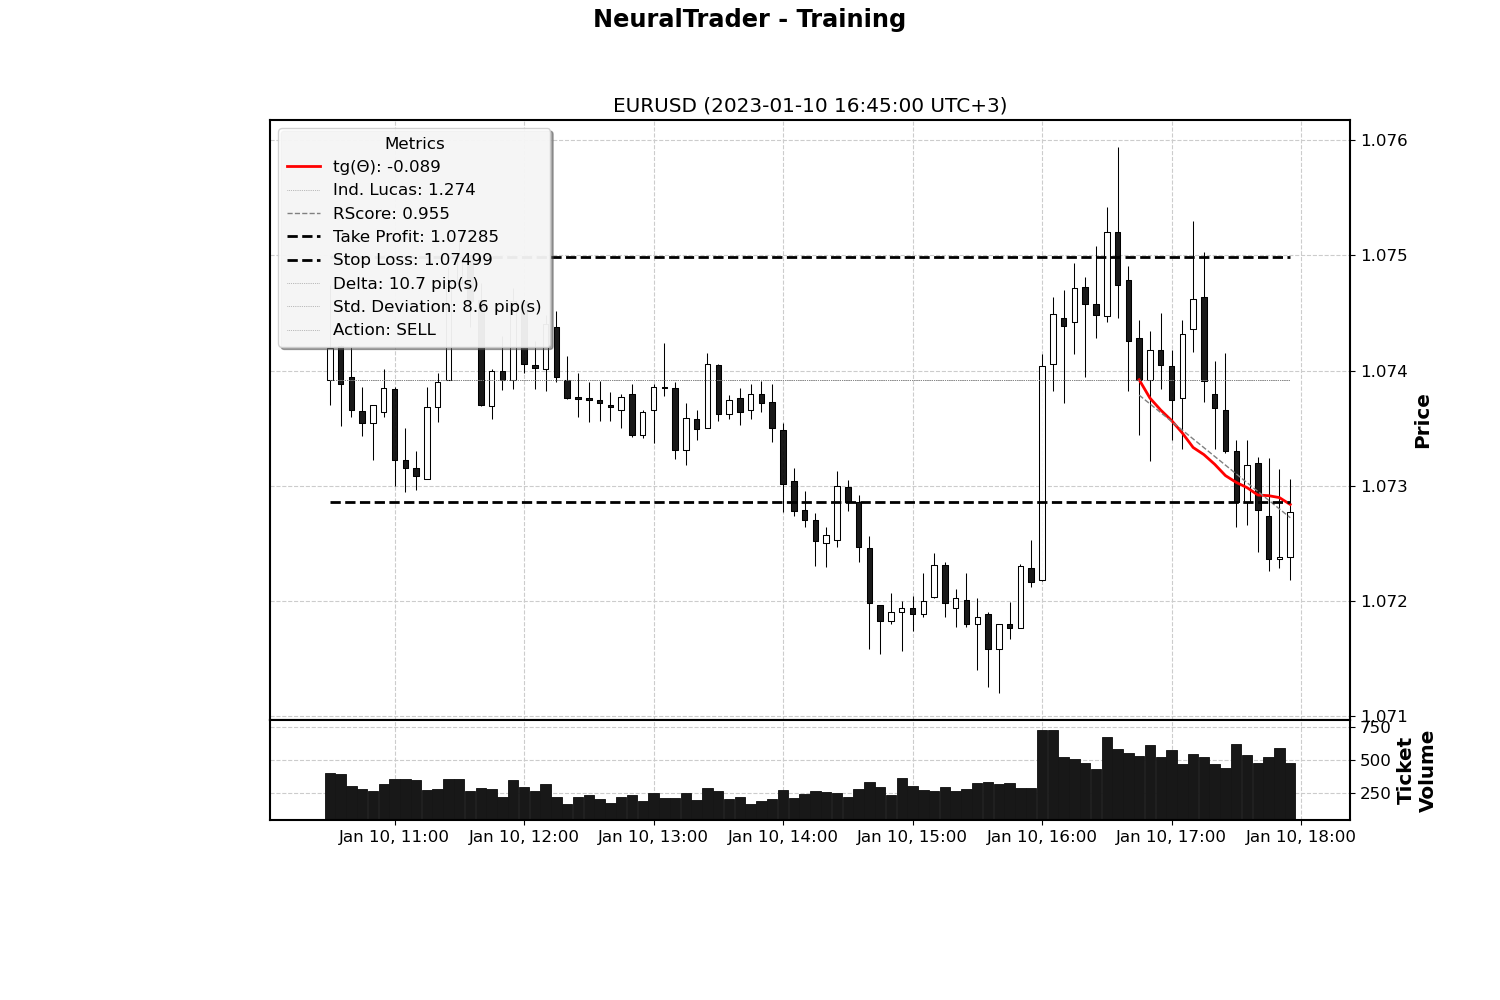 NeuralTrader - Training
EURUSD (2023-01-10 16:45:00 UTC+3)
Metrics
tg(Θ): -0.089
Ind. Lucas: 1.274
RScore: 0.955
Take Profit: 1.07285
Stop Loss: 1.07499
Delta: 10.7 pip(s)
Std. Deviation: 8.6 pip(s)
Action: SELL
1.076
1.075
1.074
1.073
1.072
1.071
Price
750
500
250
Ticket
Volume
Jan 10, 11:00
Jan 10, 12:00
Jan 10, 13:00
Jan 10, 14:00
Jan 10, 15:00
Jan 10, 16:00
Jan 10, 17:00
Jan 10, 18:00